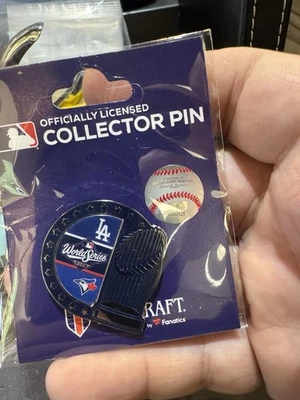 OFFICIALLY LICENSED
COLLECTOR PIN
LA
World Series
RAFT.
by Fanatics